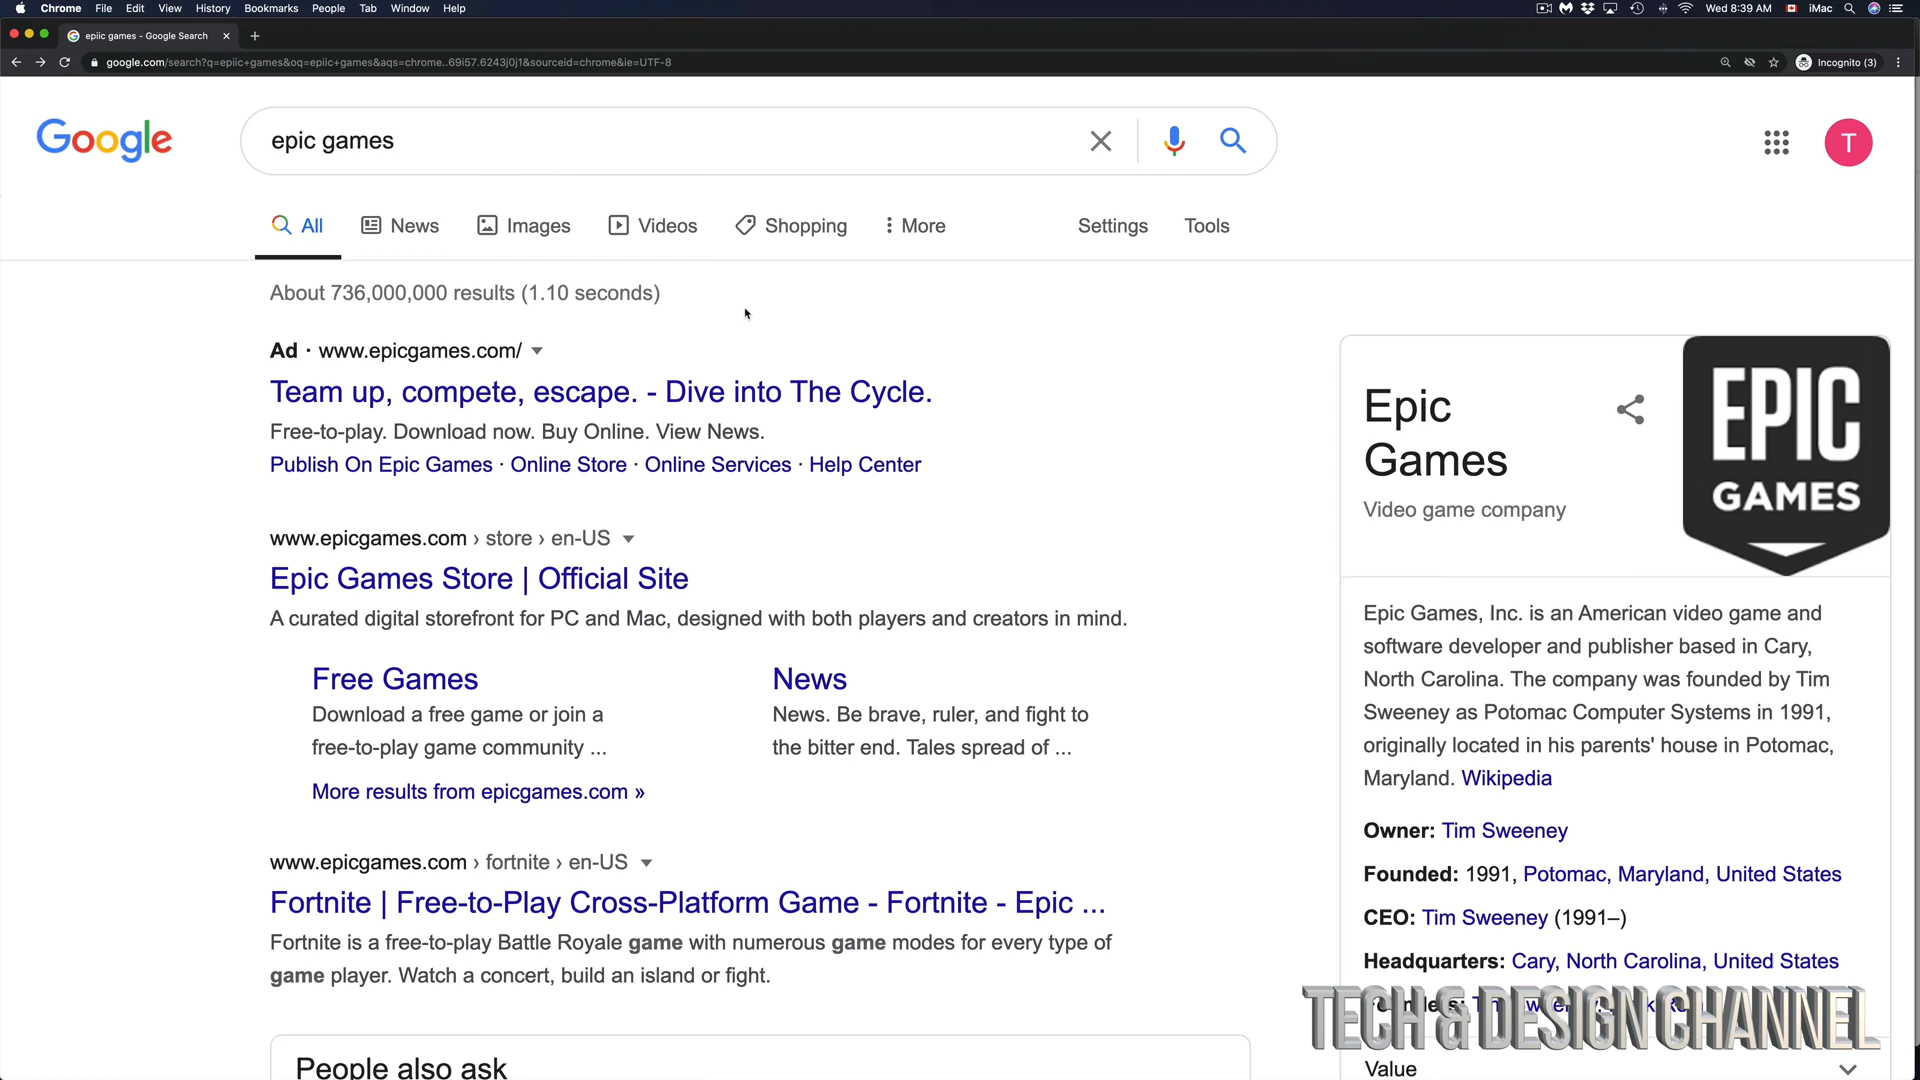 Chrome File Edit View History Bookmarks People Tab Window Help
Wed 8:39 AM iMac
epiic games - Google Search
google.com/search?q=epiic+games&oq=epiic+games&aqs=chrome..69i57.6243j0j1&sourceid=chrome&ie=UTF-8
Incognito (3)
Google
epic games
T
All News Images Videos Shopping More Settings Tools
About 736,000,000 results (1.10 seconds)
Ad · www.epicgames.com/
Team up, compete, escape. - Dive into The Cycle.
Free-to-play. Download now. Buy Online. View News.
Publish On Epic Games · Online Store · Online Services · Help Center
www.epicgames.com › store › en-US
Epic Games Store | Official Site
A curated digital storefront for PC and Mac, designed with both players and creators in mind.
Free Games
Download a free game or join a
free-to-play game community ...
News
News. Be brave, ruler, and fight to
the bitter end. Tales spread of ...
More results from epicgames.com »
www.epicgames.com › fortnite › en-US
Fortnite | Free-to-Play Cross-Platform Game - Fortnite - Epic ...
Fortnite is a free-to-play Battle Royale game with numerous game modes for every type of
game player. Watch a concert, build an island or fight.
People also ask
Epic
Games
Video game company
EPIC
GAMES
Epic Games, Inc. is an American video game and
software developer and publisher based in Cary,
North Carolina. The company was founded by Tim
Sweeney as Potomac Computer Systems in 1991,
originally located in his parents' house in Potomac,
Maryland. Wikipedia
Owner: Tim Sweeney
Founded: 1991, Potomac, Maryland, United States
CEO: Tim Sweeney (1991–)
Headquarters: Cary, North Carolina, United States
TECH & DESIGN CHANNEL
Value